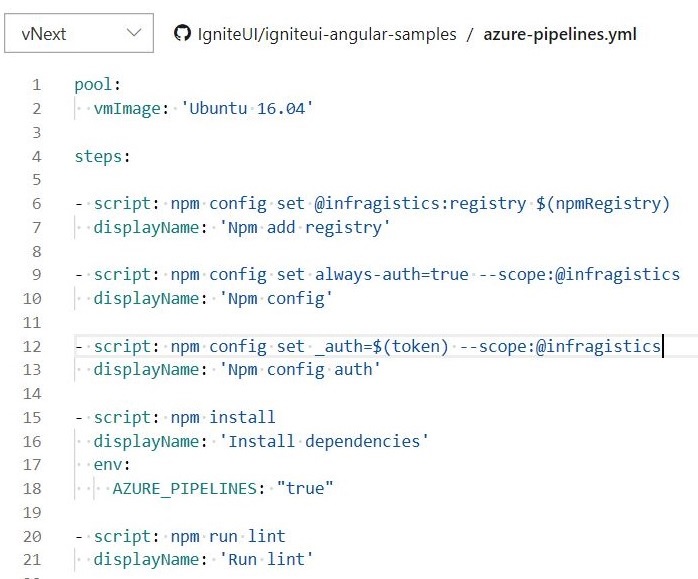 vNext IgniteUI/igniteui-angular-samples / azure-pipelines.yml
1 pool:
2   vmImage: 'Ubuntu 16.04'
3
4 steps:
5
6 - script: npm config set @infragistics:registry $(npmRegistry)
7   displayName: 'Npm add registry'
8
9 - script: npm config set always-auth=true --scope:@infragistics
10   displayName: 'Npm config'
11
12 - script: npm config set _auth=$(token) --scope:@infragistics
13   displayName: 'Npm config auth'
14
15 - script: npm install
16   displayName: 'Install dependencies'
17   env:
18     AZURE_PIPELINES: "true"
19
20 - script: npm run lint
21   displayName: 'Run lint'